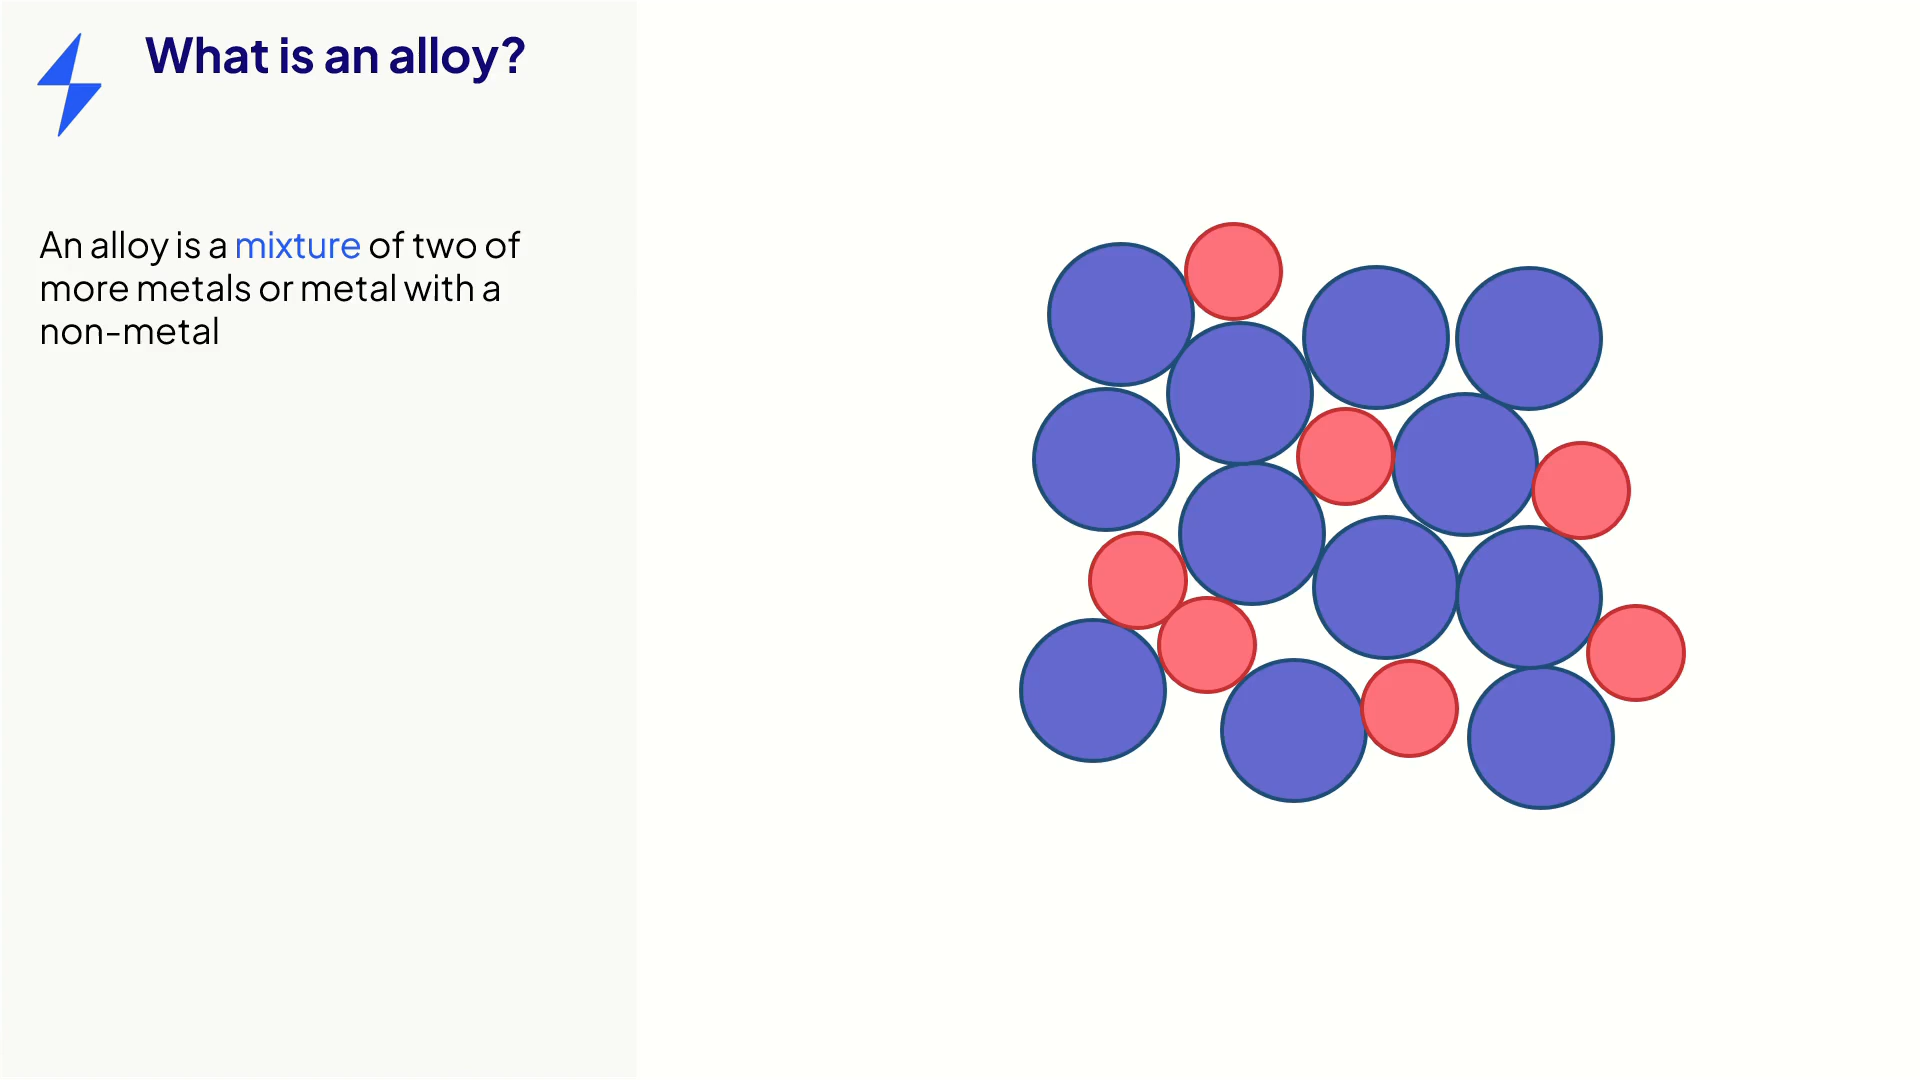 What is an alloy?
An alloy is a mixture of two of
more metals or metal with a
non-metal